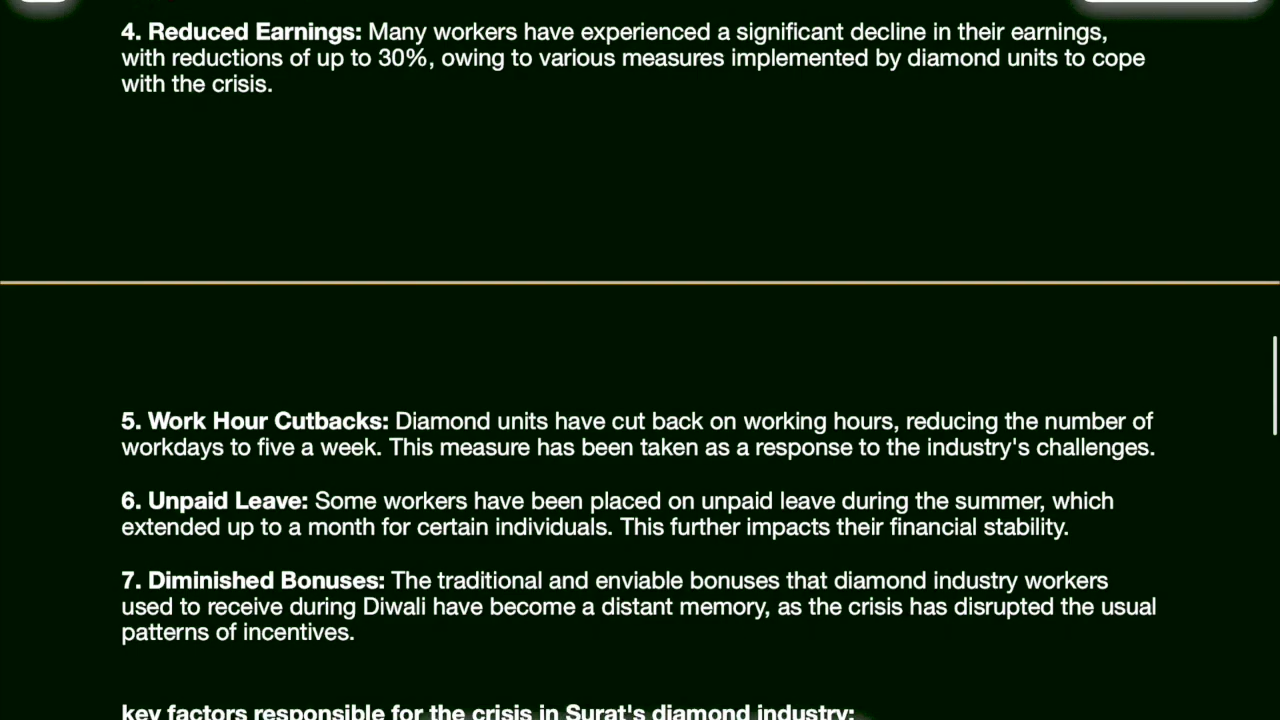 4. Reduced Earnings: Many workers have experienced a significant decline in their earnings,
with reductions of up to 30%, owing to various measures implemented by diamond units to cope
with the crisis.
5. Work Hour Cutbacks: Diamond units have cut back on working hours, reducing the number of
workdays to five a week. This measure has been taken as a response to the industry's challenges.
6. Unpaid Leave: Some workers have been placed on unpaid leave during the summer, which
extended up to a month for certain individuals. This further impacts their financial stability.
7. Diminished Bonuses: The traditional and enviable bonuses that diamond industry workers
used to receive during Diwali have become a distant memory, as the crisis has disrupted the usual
patterns of incentives.
key factors responsible for the crisis in Surat's diamond industry: